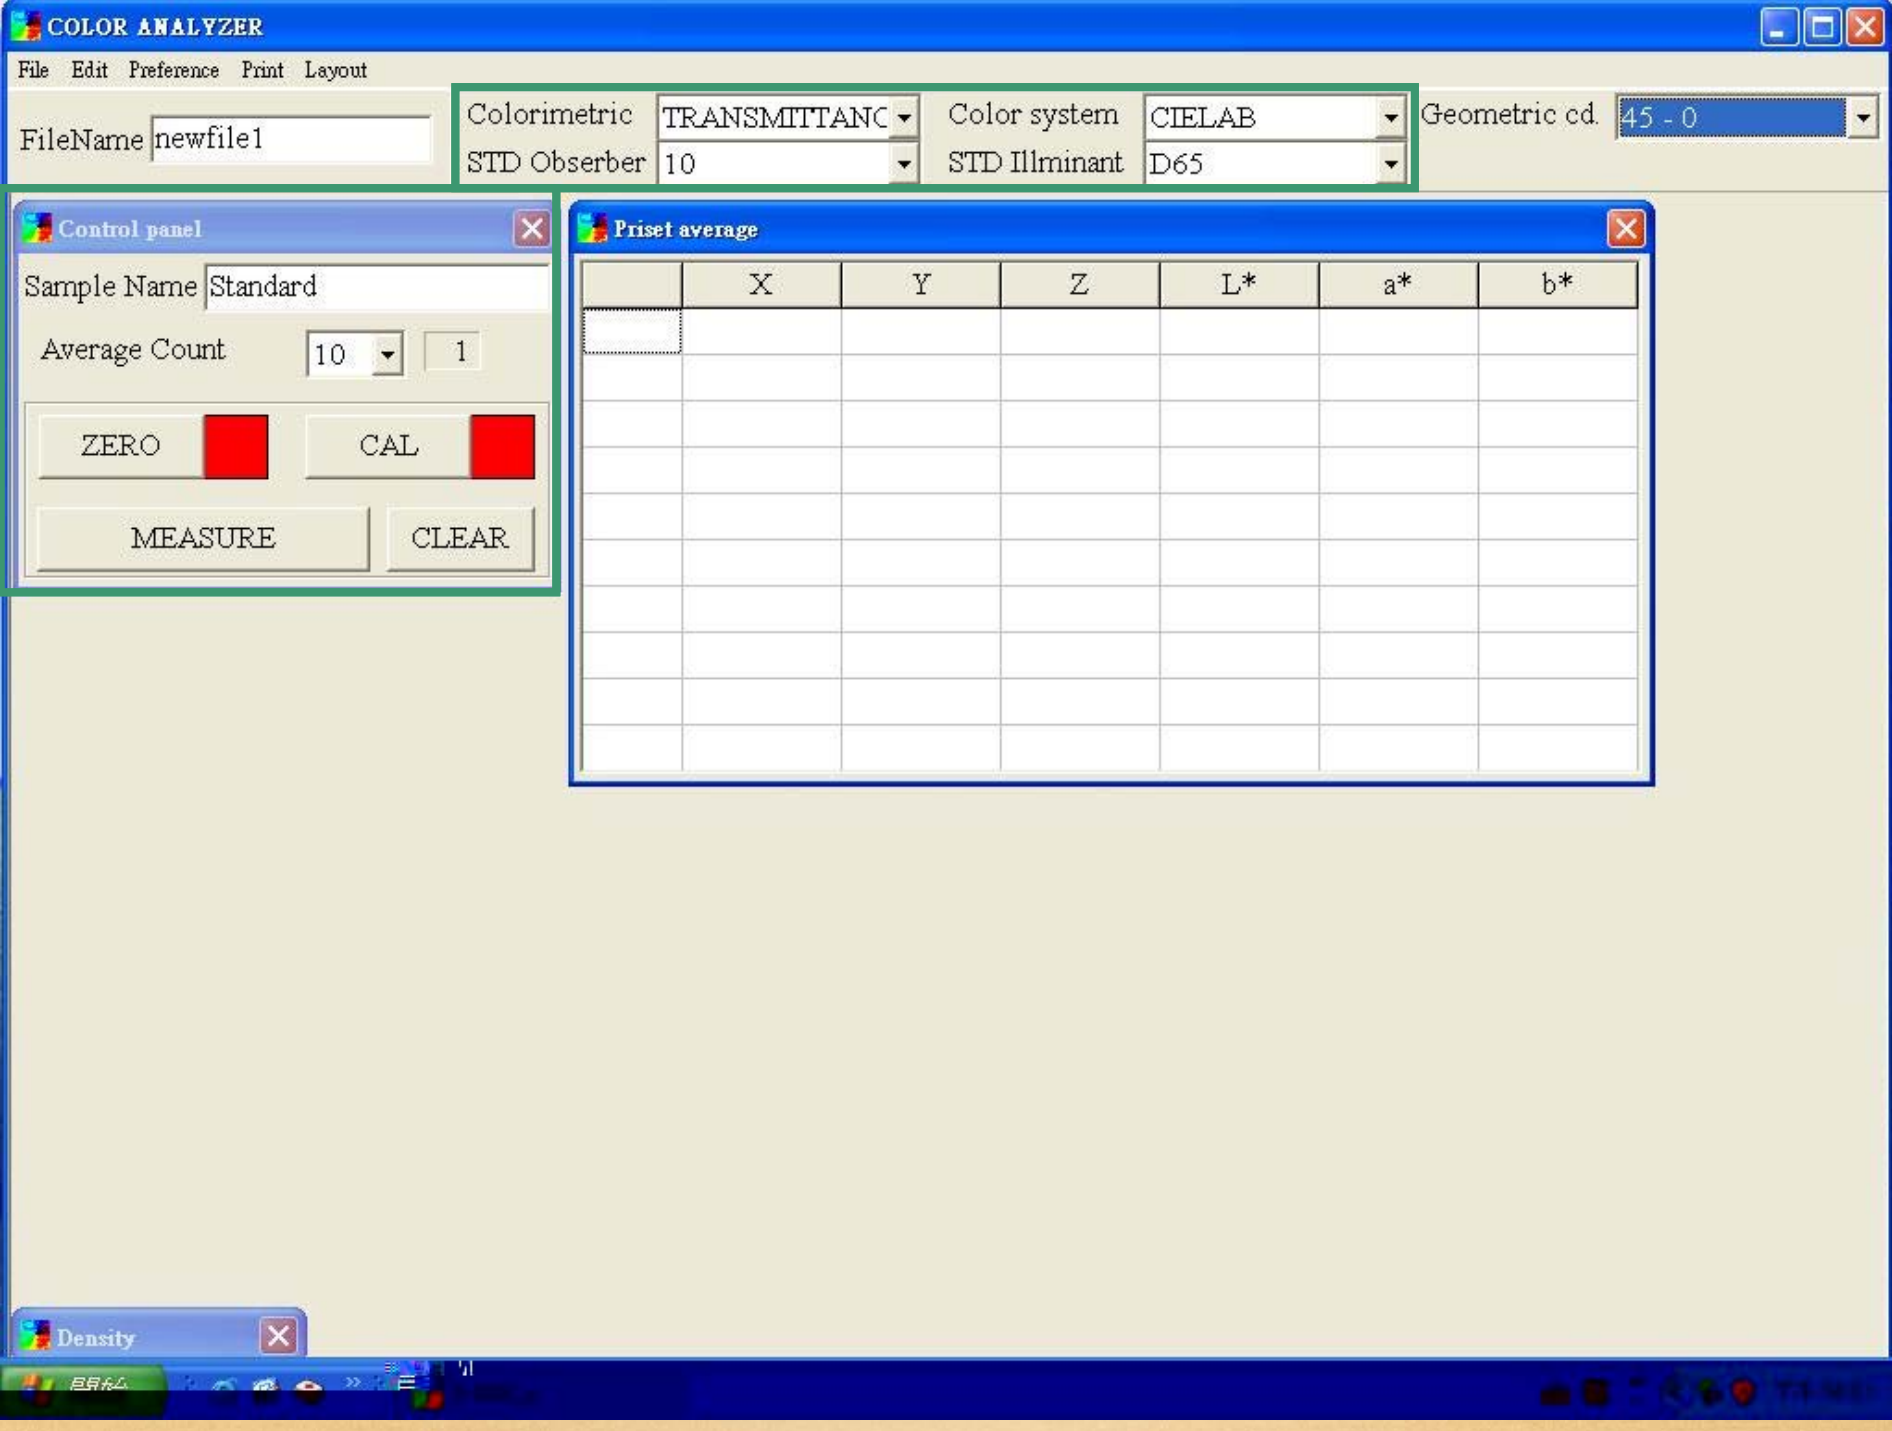 COLOR ANALYZER
File Edit Preference Print Layout
FileName newfile1
Colorimetric TRANSMITTANC Color system CIELAB Geometric cd. 45 - 0
STD Obserber 10 STD Illminant D65
Control panel
Sample Name Standard
Average Count 10 1
ZERO CAL
MEASURE CLEAR
Priset average
X Y Z L* a* b*
Density
開始